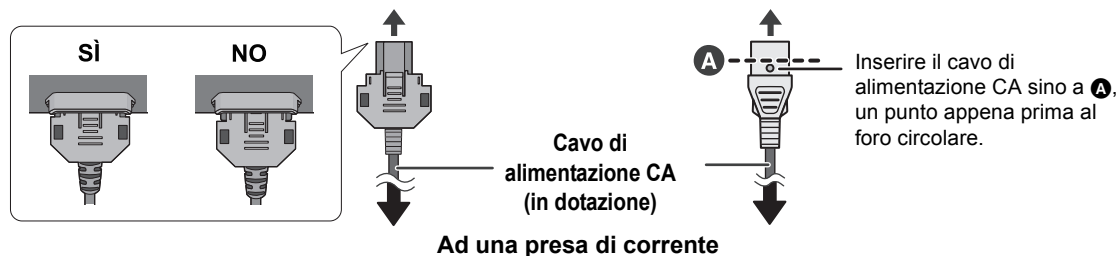 SÌ
NO
A
Inserire il cavo di
alimentazione CA sino a A,
un punto appena prima al
foro circolare.
Cavo di
alimentazione CA
(in dotazione)
Ad una presa di corrente